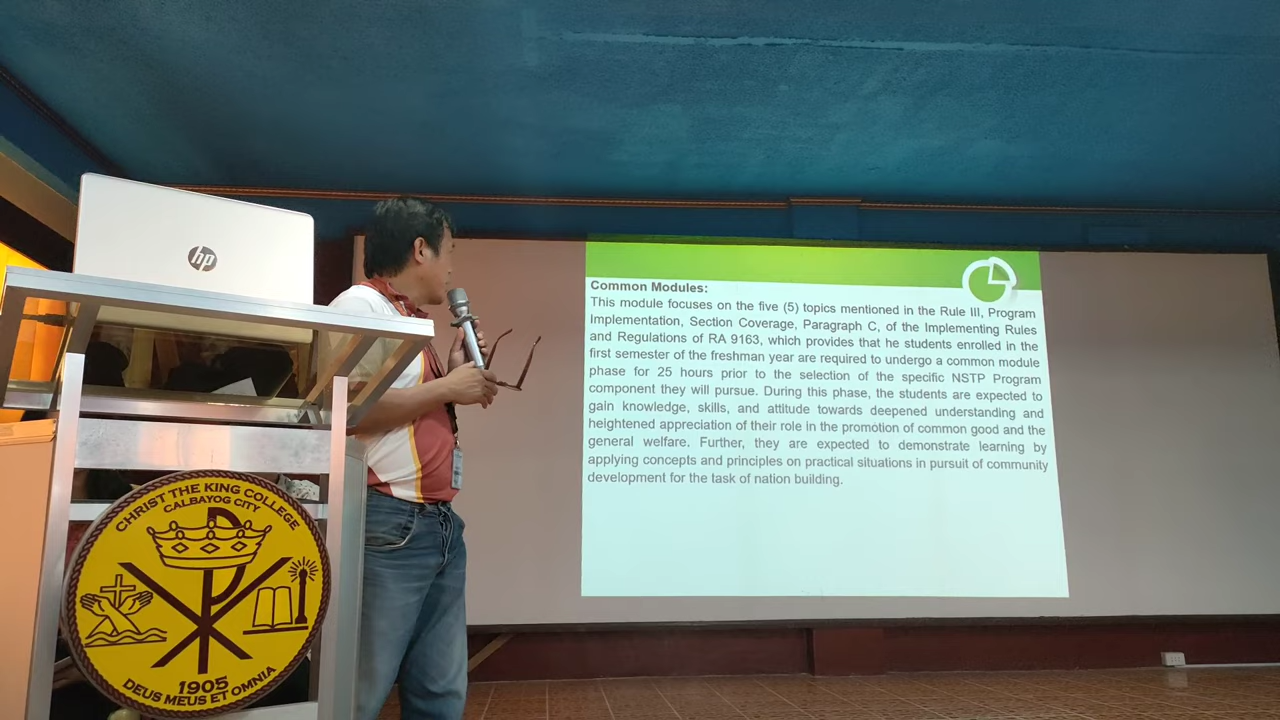 hp
CHRIST THE KING COLLEGE
CALBAYOG CITY
1905
DEUS MEUS ET OMNIA
Common Modules:
This module focuses on the five (5) topics mentioned in the Rule III, Program
Implementation, Section Coverage, Paragraph C, of the Implementing Rules
and Regulations of RA 9163, which provides that he students enrolled in the
first semester of the freshman year are required to undergo a common module
phase for 25 hours prior to the selection of the specific NSTP Program
component they will pursue. During this phase, the students are expected to
gain knowledge, skills, and attitude towards deepened understanding and
heightened appreciation of their role in the promotion of common good and the
general welfare. Further, they are expected to demonstrate learning by
applying concepts and principles on practical situations in pursuit of community
development for the task of nation building.